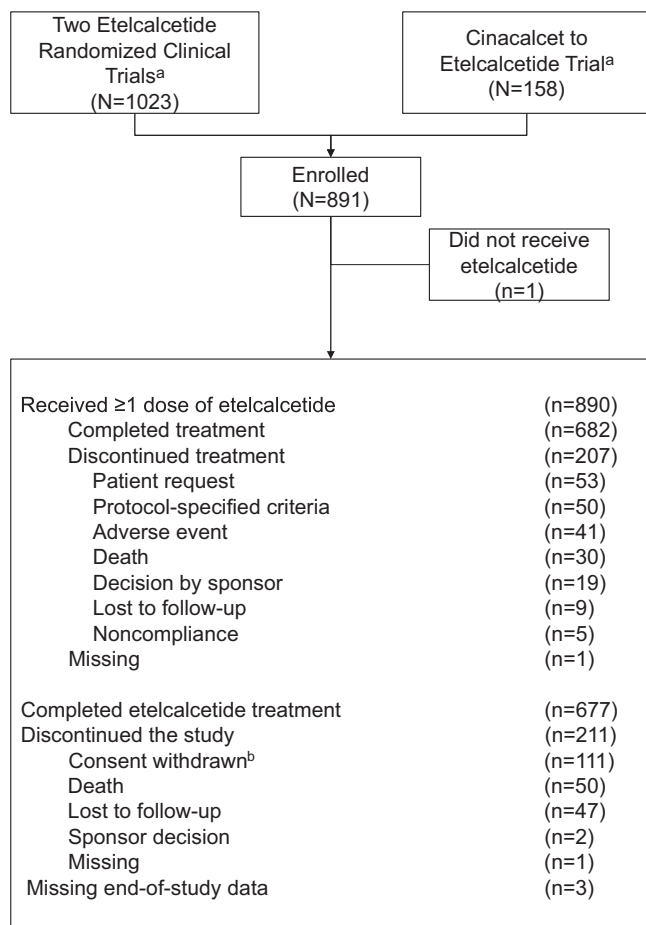 Two Etelcalcetide
Randomized Clinical
Trialsᵃ
(N=1023)
Cinacalcet to
Etelcalcetide Trialᵃ
(N=158)
Enrolled
(N=891)
Did not receive
etelcalcetide
(n=1)
Received ≥1 dose of etelcalcetide (n=890)
Completed treatment (n=682)
Discontinued treatment (n=207)
Patient request (n=53)
Protocol-specified criteria (n=50)
Adverse event (n=41)
Death (n=30)
Decision by sponsor (n=19)
Lost to follow-up (n=9)
Noncompliance (n=5)
Missing (n=1)
Completed etelcalcetide treatment (n=677)
Discontinued the study (n=211)
Consent withdrawnᵇ (n=111)
Death (n=50)
Lost to follow-up (n=47)
Sponsor decision (n=2)
Missing (n=1)
Missing end-of-study data (n=3)